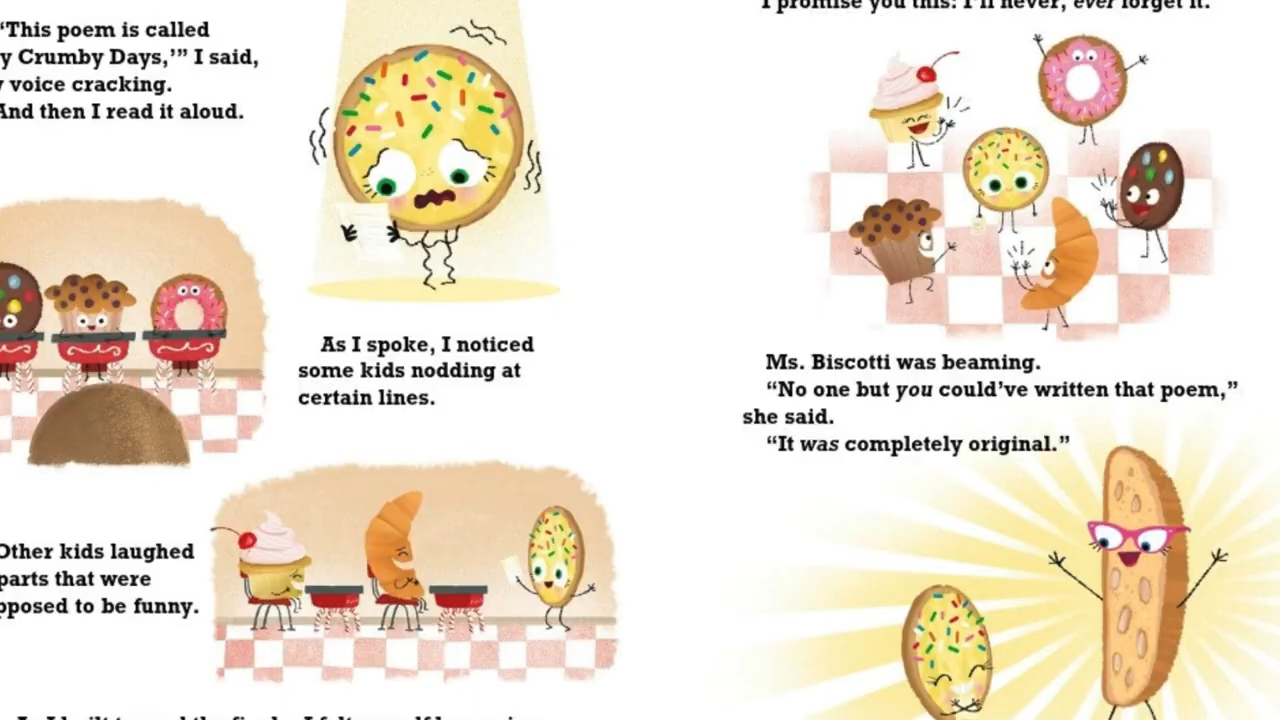 “This poem is called
y Crumby Days,’” I said,
voice cracking.
And then I read it aloud.
As I spoke, I noticed
some kids nodding at
certain lines.
Other kids laughed
parts that were
pposed to be funny.
I promise you this: I’ll never, ever forget it.
Ms. Biscotti was beaming.
“No one but you could’ve written that poem,”
she said.
“It was completely original.”